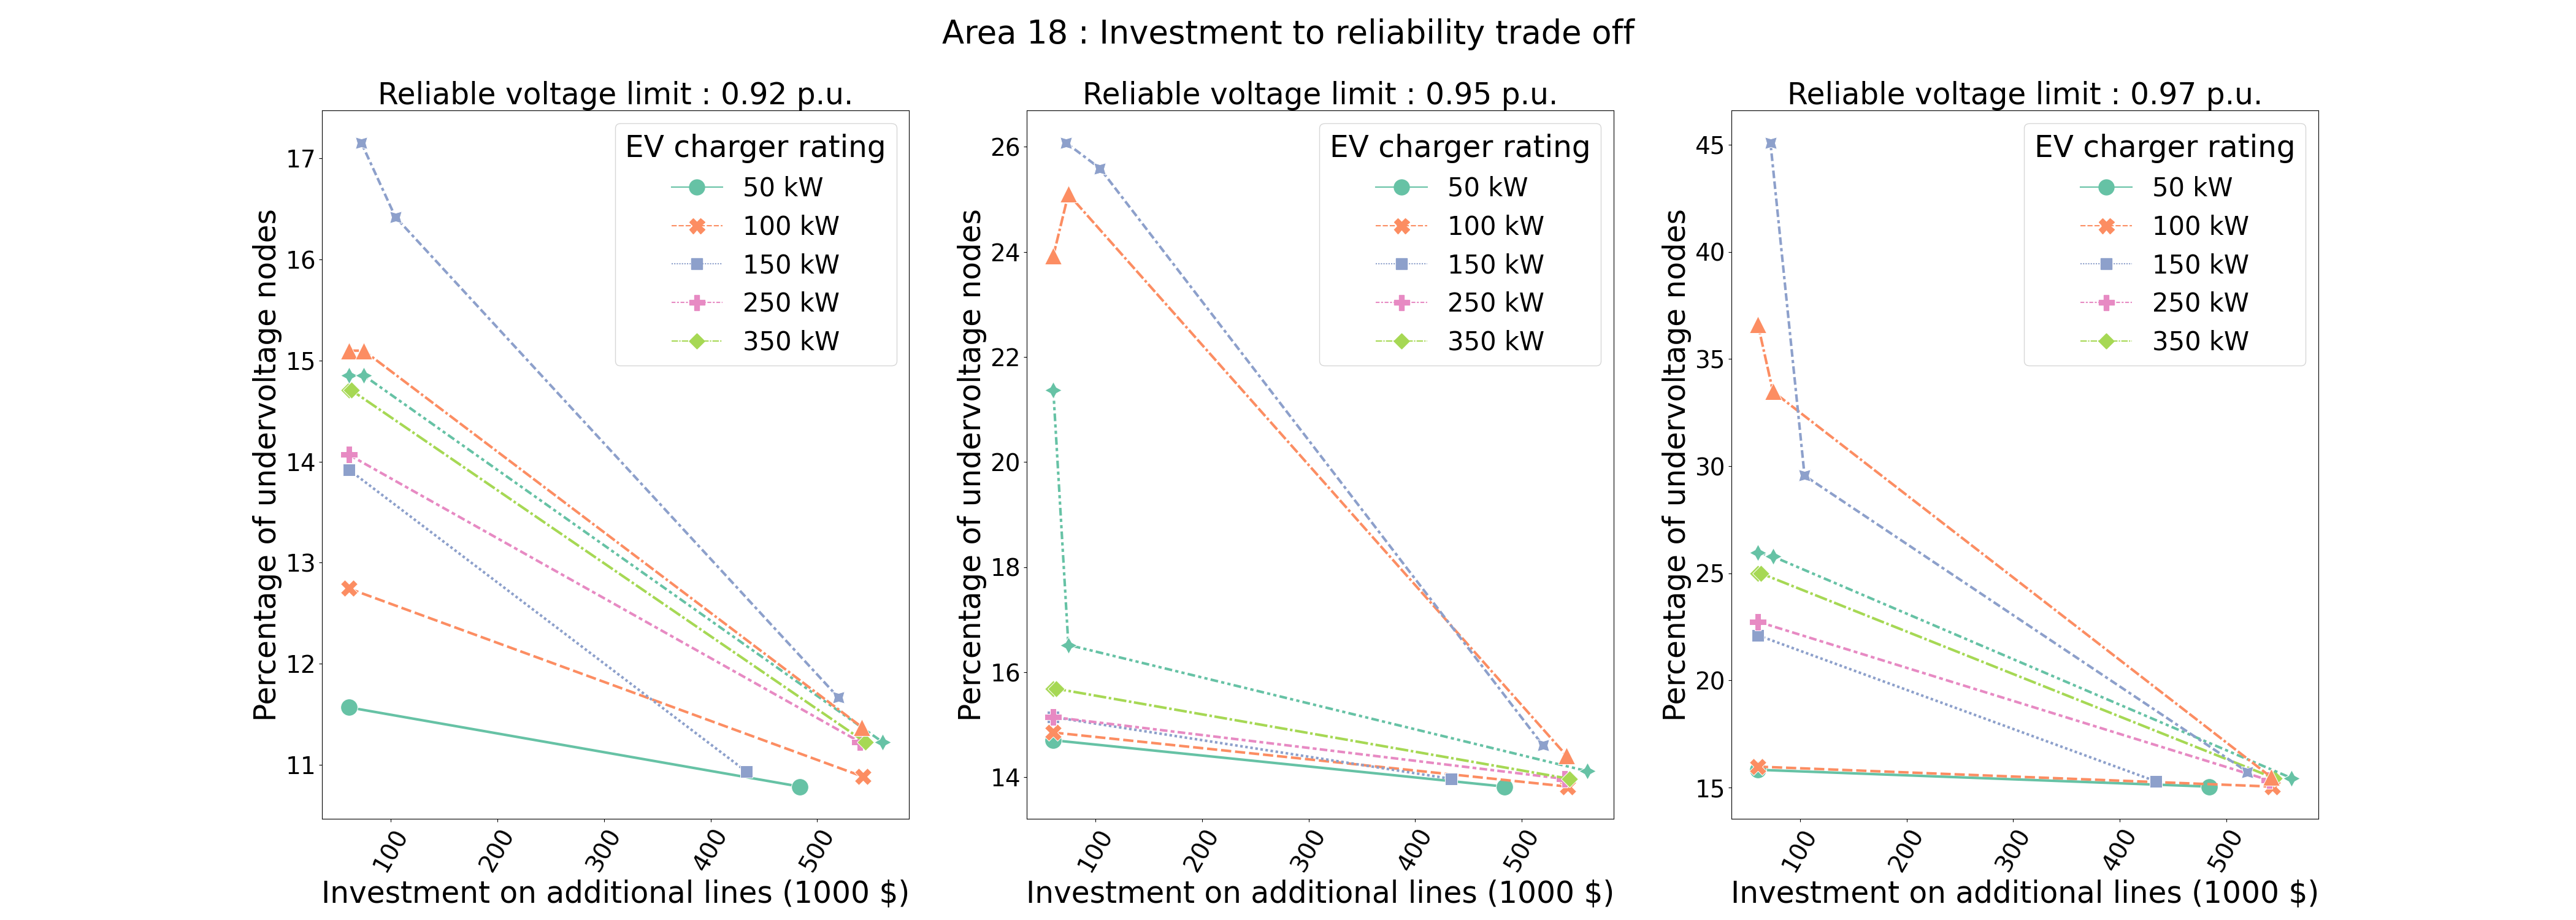 Area 18 : Investment to reliability trade off
Reliable voltage limit : 0.92 p.u.
Percentage of undervoltage nodes
17
16
15
14
13
12
11
EV charger rating
50 kW
100 kW
150 kW
250 kW
350 kW
100
200
300
400
500
Investment on additional lines (1000 $)
Reliable voltage limit : 0.95 p.u.
Percentage of undervoltage nodes
26
24
22
20
18
16
14
EV charger rating
50 kW
100 kW
150 kW
250 kW
350 kW
100
200
300
400
500
Investment on additional lines (1000 $)
Reliable voltage limit : 0.97 p.u.
Percentage of undervoltage nodes
45
40
35
30
25
20
15
EV charger rating
50 kW
100 kW
150 kW
250 kW
350 kW
100
200
300
400
500
Investment on additional lines (1000 $)